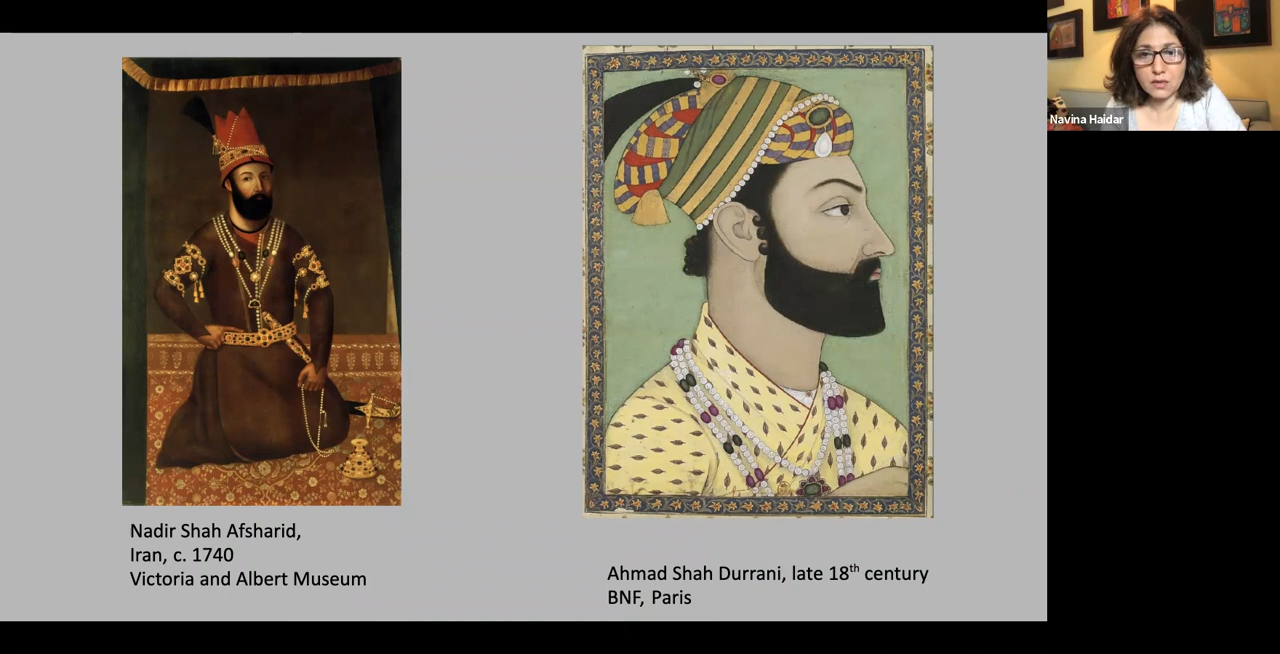 Navina Haidar
Nadir Shah Afsharid,
Iran, c. 1740
Victoria and Albert Museum
Ahmad Shah Durrani, late 18th century
BNF, Paris